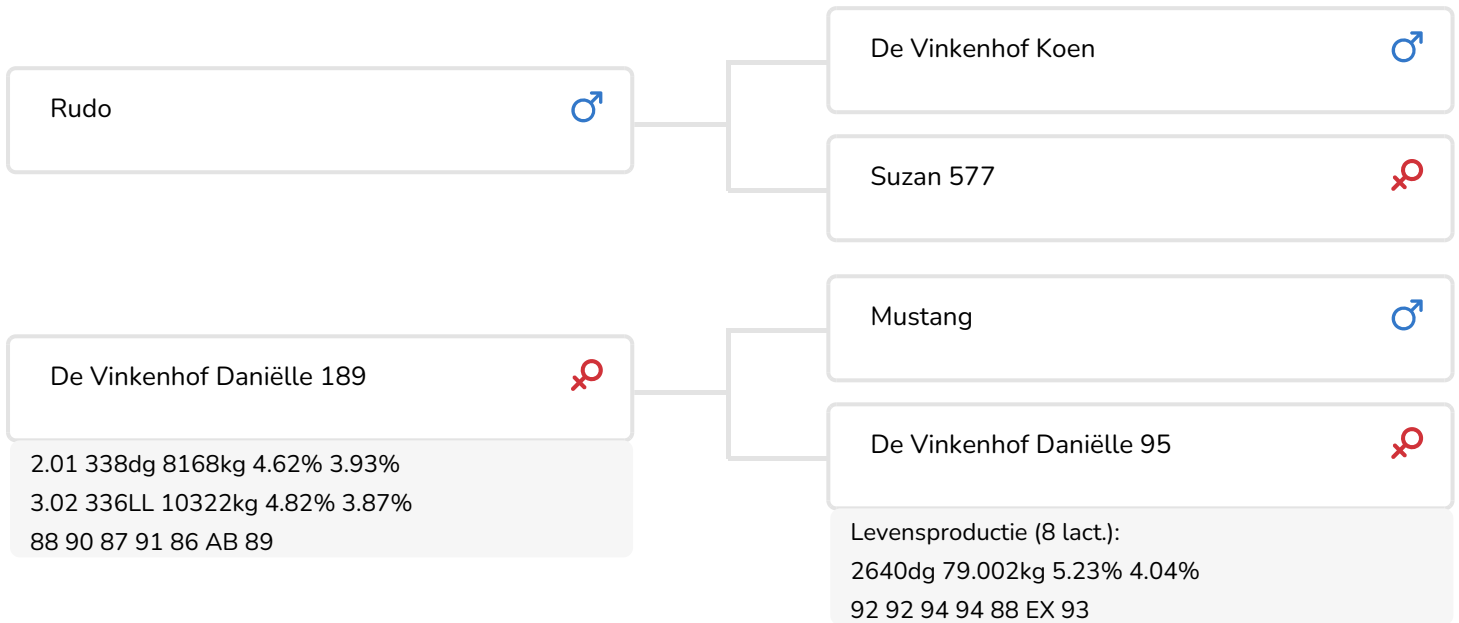 De Vinkenhof Koen
Rudo
Suzan 577
Mustang
De Vinkenhof Daniëlle 189
De Vinkenhof Daniëlle 95
2.01 338dg 8168kg 4.62% 3.93%
3.02 336LL 10322kg 4.82% 3.87%
88 90 87 91 86 AB 89
Levensproductie (8 lact.):
2640dg 79.002kg 5.23% 4.04%
92 92 94 94 88 EX 93